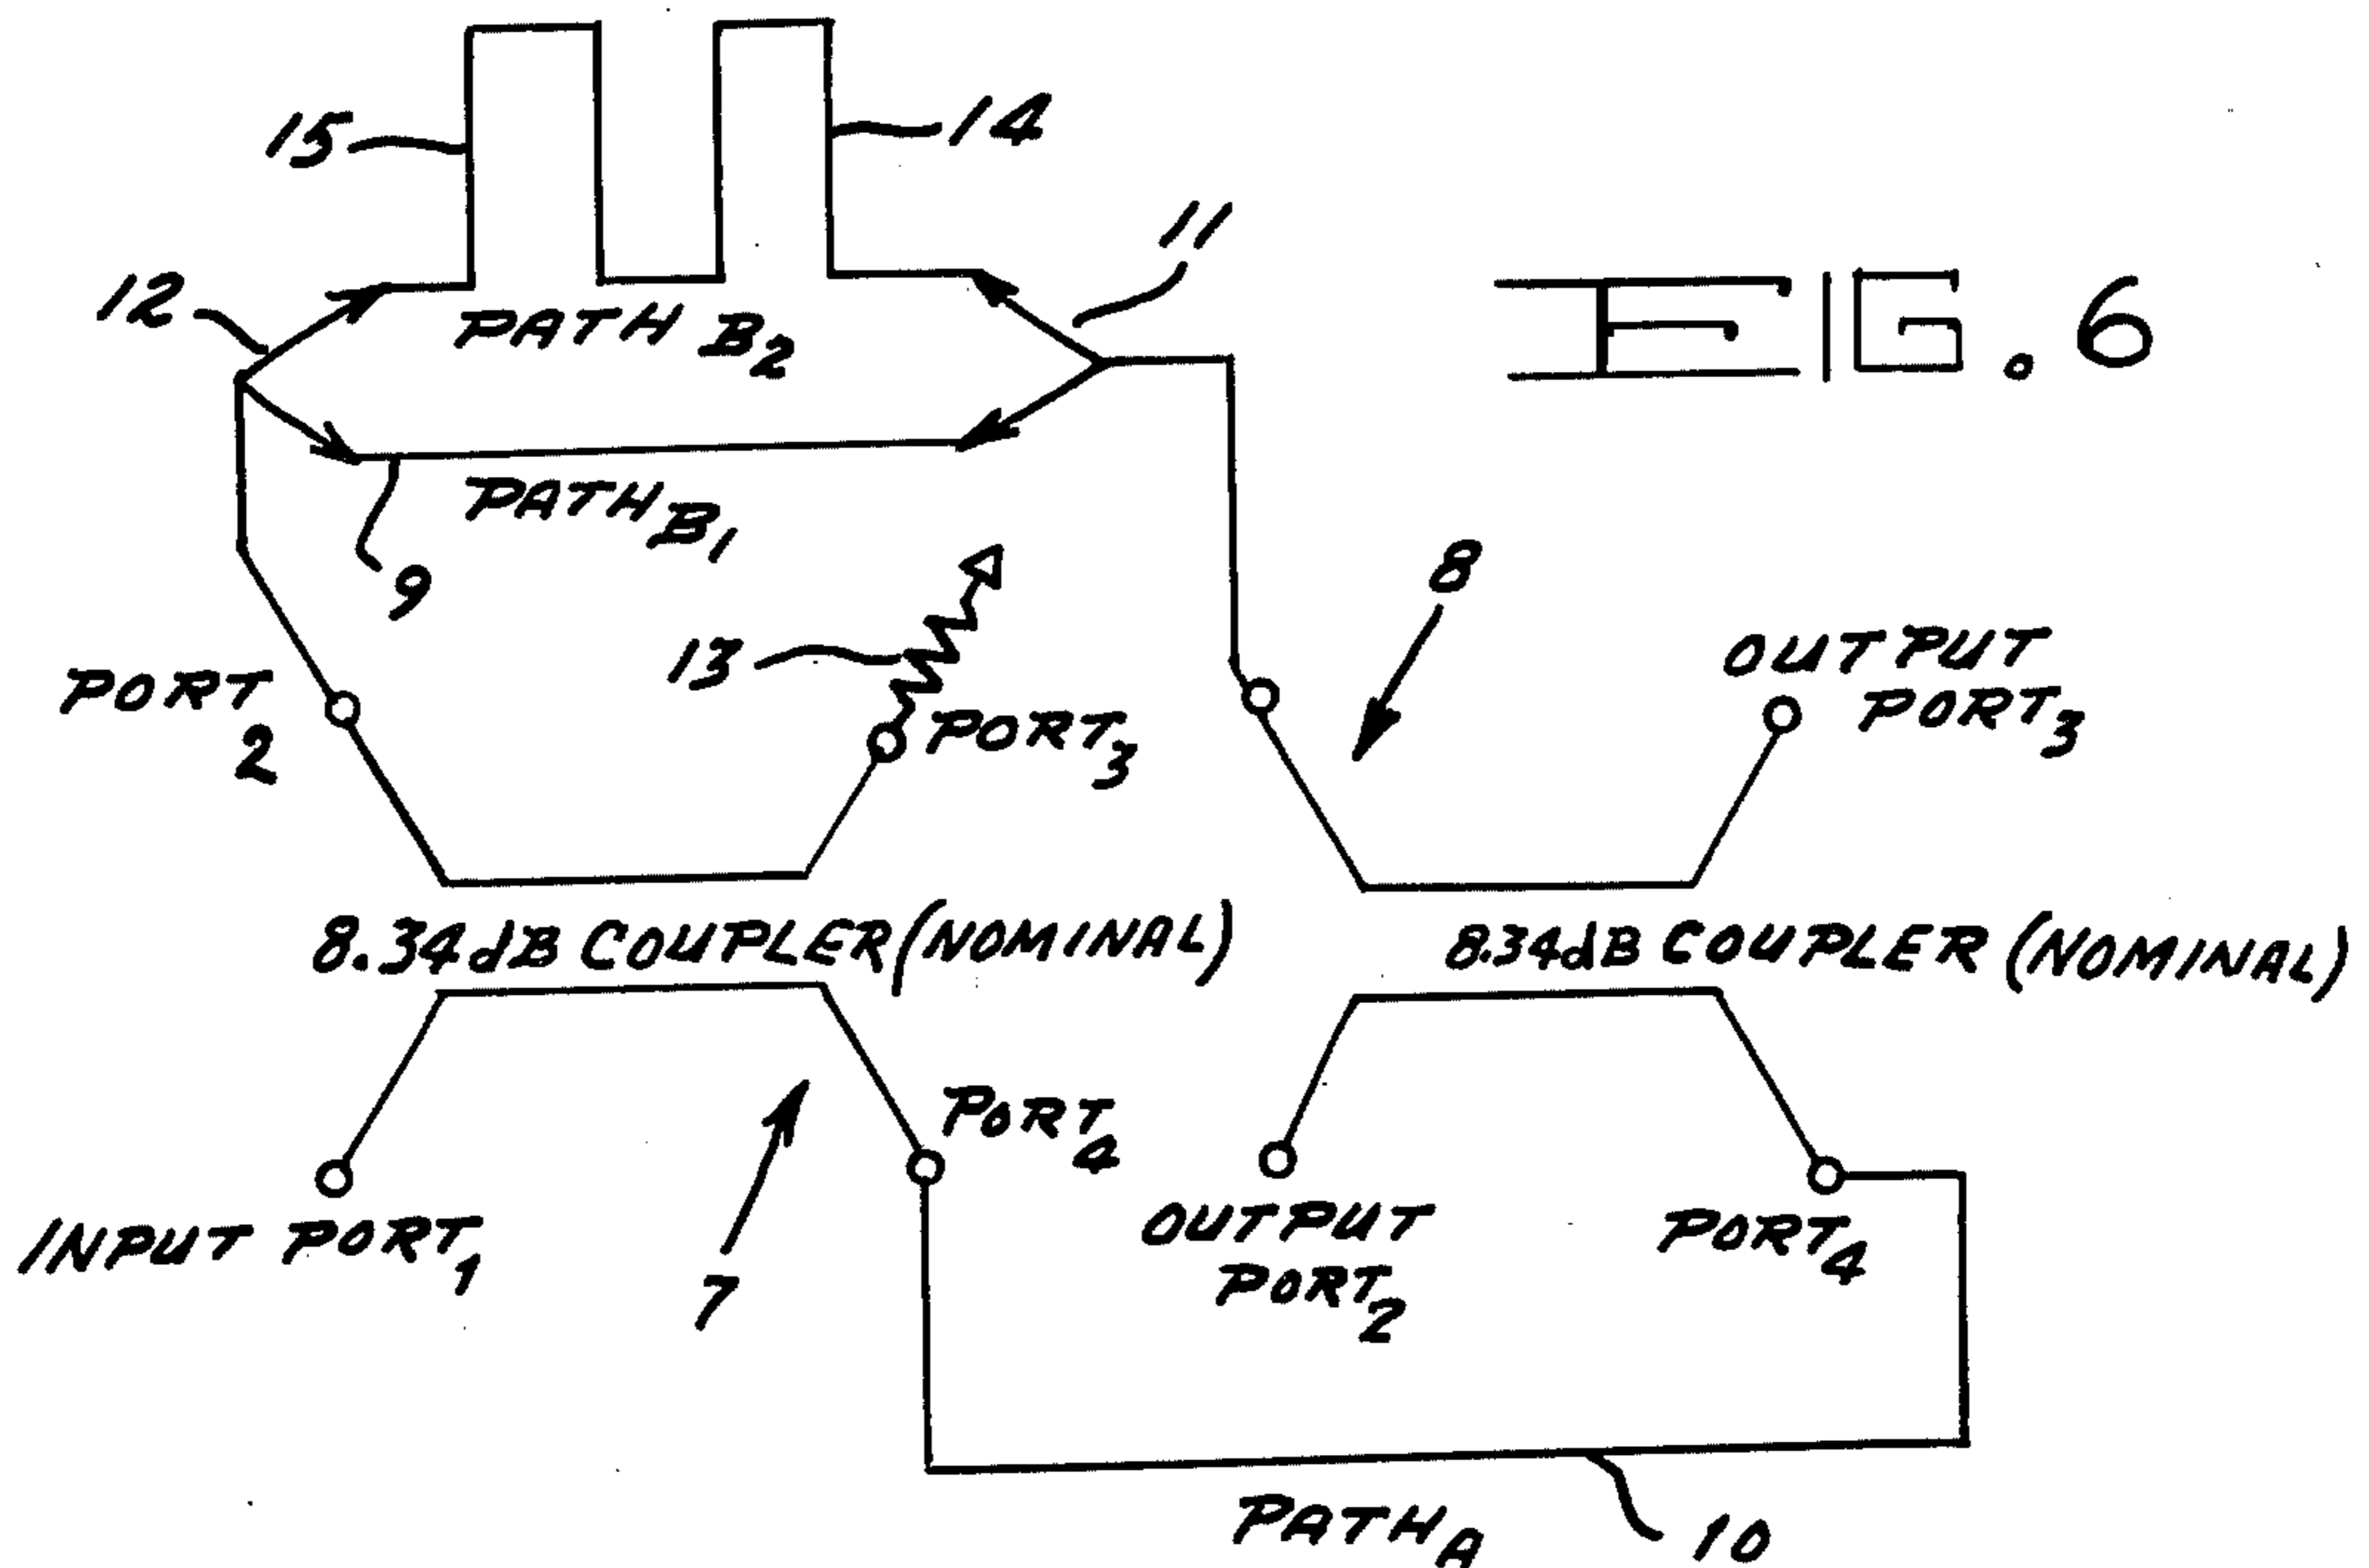 15
14
11
12
PATH B2
FIG. 6
PATH B1
9
8
13
OUTPUT
PORT3
PORT
2
PORT3
8.34dB COUPLER (NOMINAL)
8.34dB COUPLER (NOMINAL)
PORT4
INPUT PORT1
7
OUTPUT
PORT2
PORT4
PATHA
10